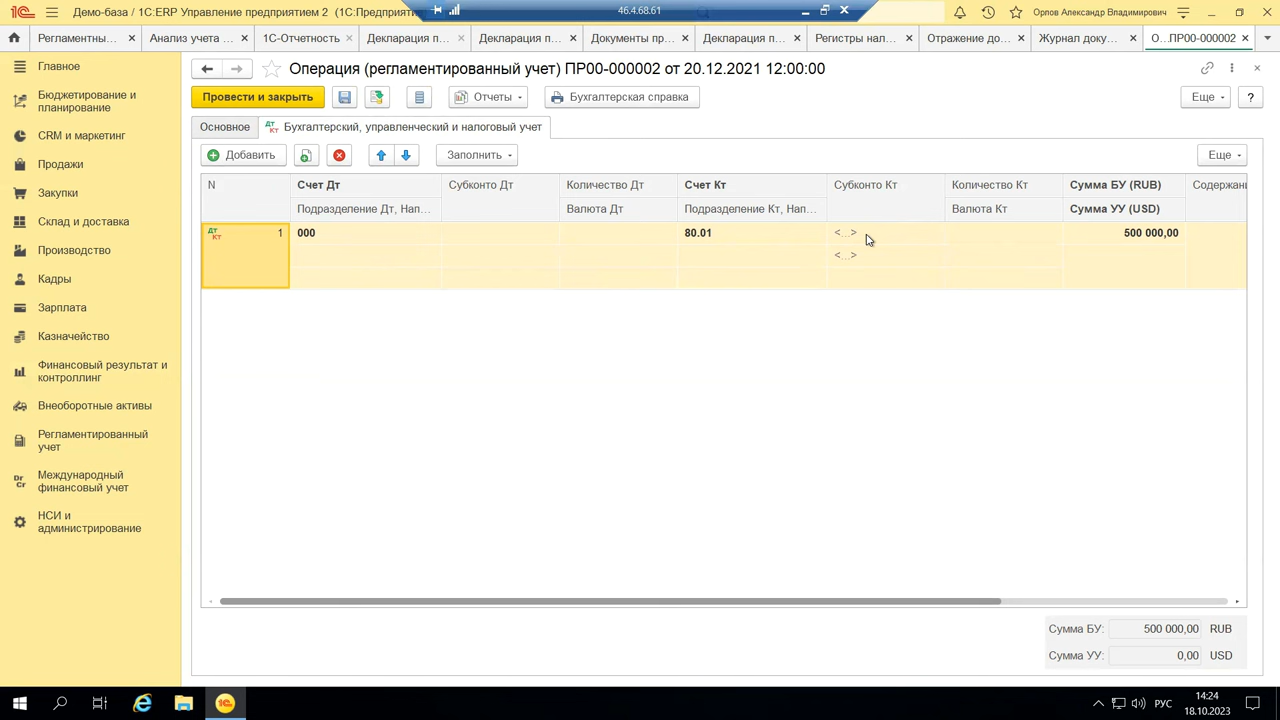 Демо-база / 1С:ERP Управление предприятием 2 (1С:Предприятие
46.4.68.61
Орлов Александр Владимирович
Регламентны...
Анализ учета ...
1С-Отчетность
Декларация п...
Декларация п...
Документы пр...
Декларация п...
Регистры нал...
Отражение до...
Журнал доку...
О...ПР00-000002
Главное
Бюджетирование и
планирование
CRM и маркетинг
Продажи
Закупки
Склад и доставка
Производство
Кадры
Зарплата
Казначейство
Финансовый результат и
контроллинг
Внеоборотные активы
Регламентированный
учет
Международный
финансовый учет
НСИ и
администрирование
Операция (регламентированный учет) ПР00-000002 от 20.12.2021 12:00:00
Провести и закрыть
Отчеты
Бухгалтерская справка
Еще
?
Основное
Бухгалтерский, управленческий и налоговый учет
Добавить
Заполнить
Еще
N Счет Дт Субконто Дт Количество Дт Счет Кт Субконто Кт Количество Кт Сумма БУ (RUB) Содержани
Подразделение Дт, Нап... Валюта Дт Подразделение Кт, Нап... Валюта Кт Сумма УУ (USD)
1 000 80.01 <...> 500 000,00
<...>
Сумма БУ: 500 000,00 RUB
Сумма УУ: 0,00 USD
РУС
14:24
18.10.2023